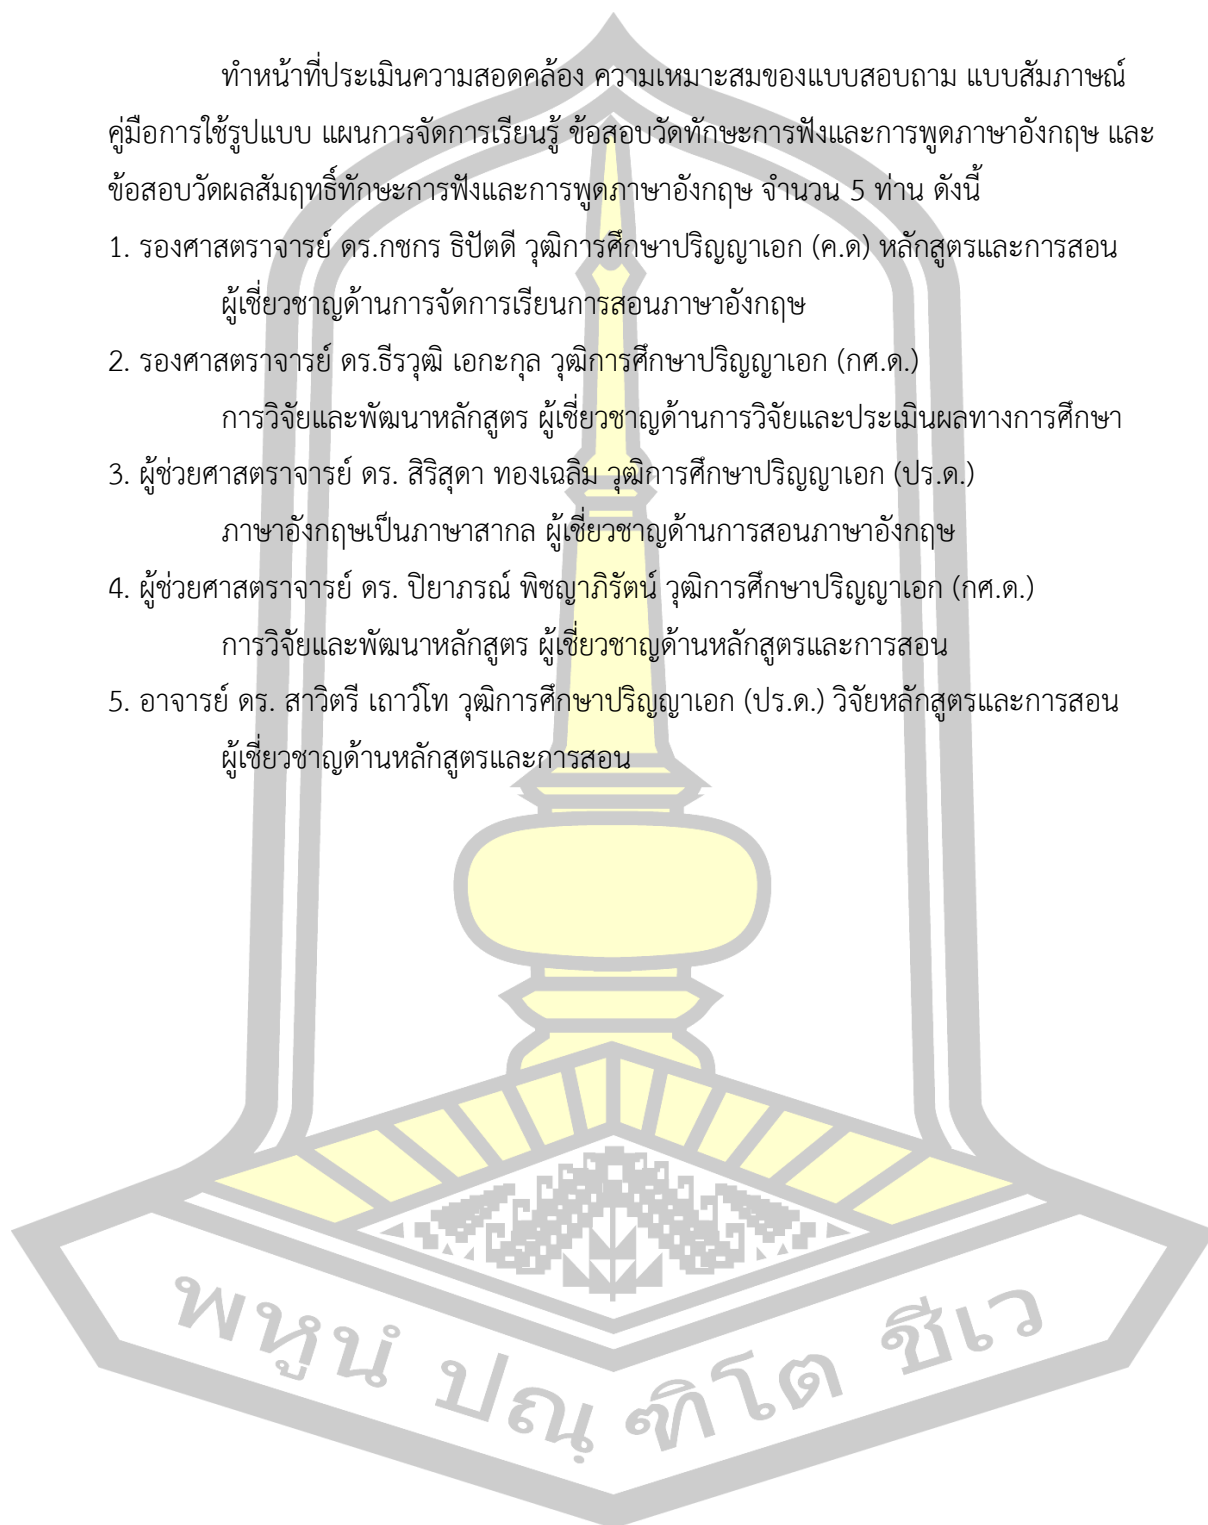 ทำหน้าที่ประเมินความสอดคล้อง ความเหมาะสมของแบบสอบถาม แบบสัมภาษณ์
คู่มือการใช้รูปแบบ แผนการจัดการเรียนรู้ ข้อสอบวัดทักษะการฟังและการพูดภาษาอังกฤษ และ
ข้อสอบวัดผลสัมฤทธิ์ทักษะการฟังและการพูดภาษาอังกฤษ จำนวน 5 ท่าน ดังนี้
1. รองศาสตราจารย์ ดร.กชกร ธิปัตดี วุฒิการศึกษาปริญญาเอก (ค.ด) หลักสูตรและการสอน
ผู้เชี่ยวชาญด้านการจัดการเรียนการสอนภาษาอังกฤษ
2. รองศาสตราจารย์ ดร.ธีรวุฒิ เอกะกุล วุฒิการศึกษาปริญญาเอก (กศ.ด.)
การวิจัยและพัฒนาหลักสูตร ผู้เชี่ยวชาญด้านการวิจัยและประเมินผลทางการศึกษา
3. ผู้ช่วยศาสตราจารย์ ดร. สิริสุดา ทองเฉลิม วุฒิการศึกษาปริญญาเอก (ปร.ด.)
ภาษาอังกฤษเป็นภาษาสากล ผู้เชี่ยวชาญด้านการสอนภาษาอังกฤษ
4. ผู้ช่วยศาสตราจารย์ ดร. ปิยาภรณ์ พิชญาภิรัตน์ วุฒิการศึกษาปริญญาเอก (กศ.ด.)
การวิจัยและพัฒนาหลักสูตร ผู้เชี่ยวชาญด้านหลักสูตรและการสอน
5. อาจารย์ ดร. สาวิตรี เถาว์โท วุฒิการศึกษาปริญญาเอก (ปร.ด.) วิจัยหลักสูตรและการสอน
ผู้เชี่ยวชาญด้านหลักสูตรและการสอน
พหูนํ ปณฺฑิโต ชีเว